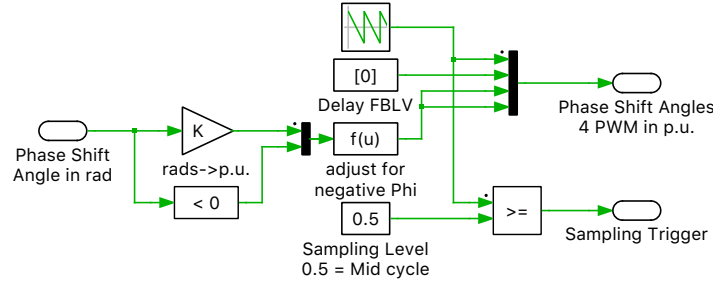 [0]
Delay FBLV
Phase Shift Angles
4 PWM in p.u.
K
rads->p.u.
f(u)
adjust for
negative Phi
Phase Shift
Angle in rad
< 0
0.5
Sampling Level
0.5 = Mid cycle
>=
Sampling Trigger